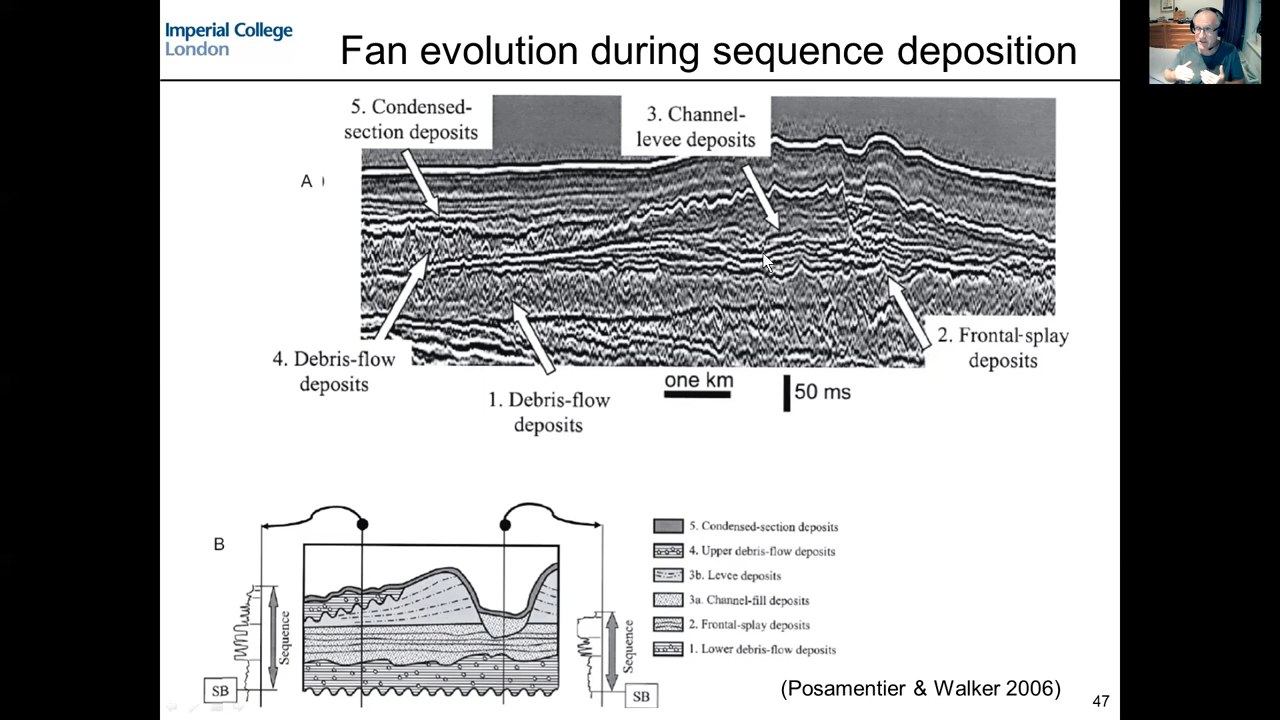 Imperial College
London
Fan evolution during sequence deposition
5. Condensed-
section deposits
3. Channel-
levee deposits
A )
4. Debris-flow
deposits
1. Debris-flow
deposits
2. Frontal-splay
deposits
one km
50 ms
B
Sequence
SB
Sequence
SB
5. Condensed-section deposits
4. Upper debris-flow deposits
3b. Levee deposits
3a. Channel-fill deposits
2. Frontal-splay deposits
1. Lower debris-flow deposits
(Posamentier & Walker 2006)
47